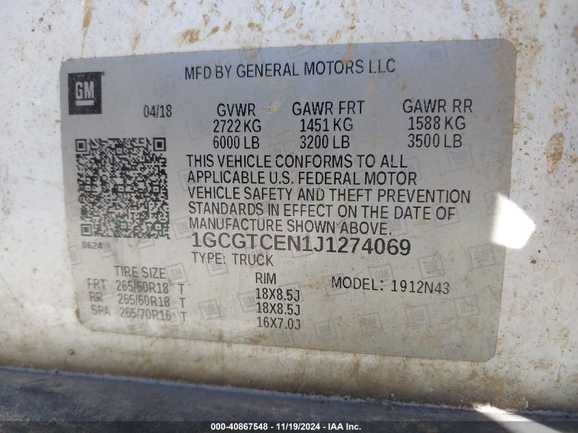 MFD BY GENERAL MOTORS LLC
GM
04/18 GVWR GAWR FRT GAWR RR
2722 KG 1451 KG 1588 KG
6000 LB 3200 LB 3500 LB
THIS VEHICLE CONFORMS TO ALL
APPLICABLE U.S. FEDERAL MOTOR
VEHICLE SAFETY AND THEFT PREVENTION
STANDARDS IN EFFECT ON THE DATE OF
MANUFACTURE SHOWN ABOVE.
0624
1GCGTCEN1J1274069
TYPE: TRUCK
TIRE SIZE RIM MODEL: 1912N43
FRT 265/60R18 T 18X8.5J
RR 265/60R18 T 18X8.5J
SPA 265/70R16 T 16X7.0J
000-40867548 - 11/19/2024 - IAA Inc.